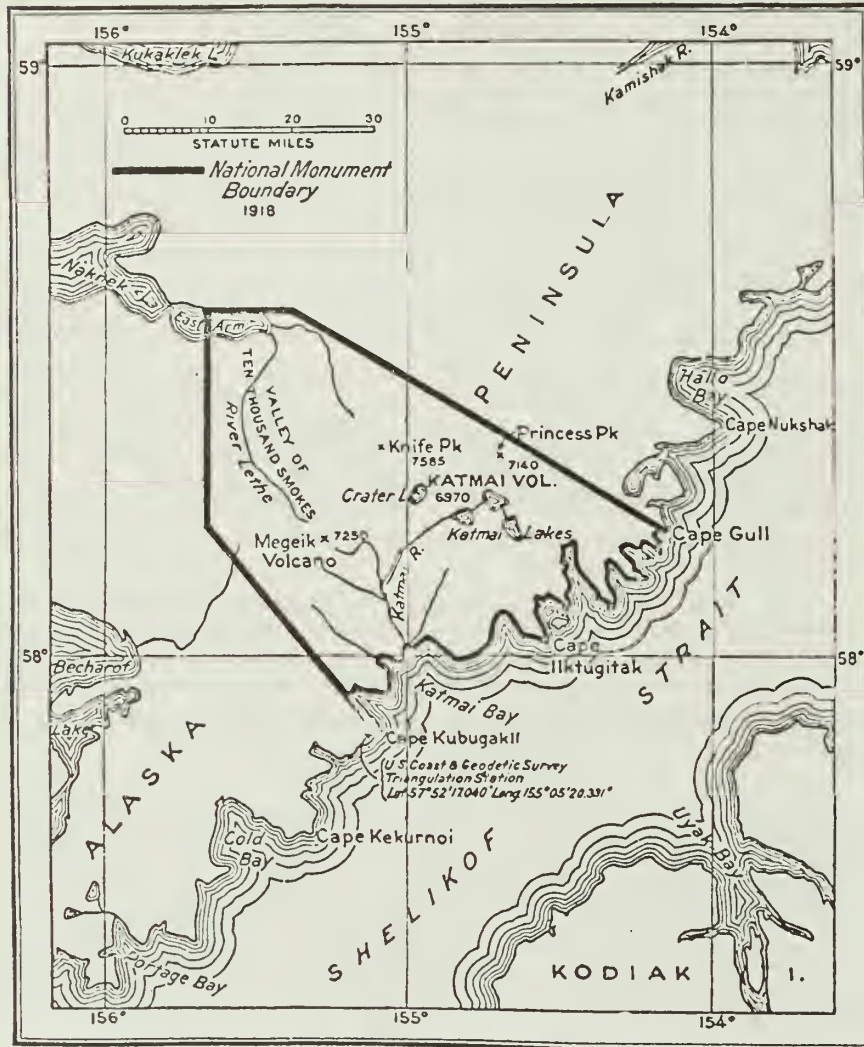 156° 155° 154°
59° 59°
Kukaklek L.
Kamishak R.
0 10 20 30
STATUTE MILES
National Monument
Boundary
1918
PENINSULA
Naknek La
East Arm
VALLEY OF
TEN THOUSAND SMOKES
River Lethe
Hallo
Bay
Cape Nukshak
Knife Pk
7585
Princess Pk
7140
KATMAI VOL.
6970
Crater L.
Katmai Lakes
Cape Gull
Megeik × 7250
Volcano
Katmai R.
58° 58°
Cape
Ilktugitak
STRAIT
Becharof
Lake
Katmai Bay
Cape Kubugakli
U.S. Coast & Geodetic Survey
Triangulation Station
Lat 57°52'17.040" Long 155°05'20.331"
ALASKA
Cold
Bay
Cape Kekurnoi
Uyak Bay
SHELIKOF
Portage Bay
KODIAK I.
156° 155° 154°